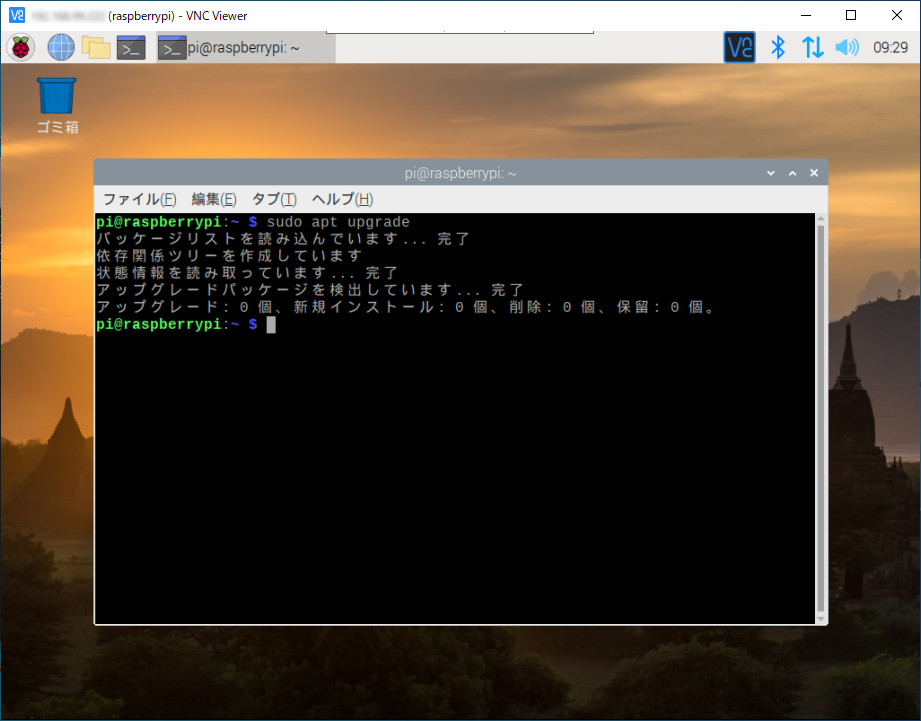 (raspberrypi) - VNC Viewer
pi@raspberrypi: ~
09:29
ゴミ箱
pi@raspberrypi: ~
ファイル(F) 編集(E) タブ(T) ヘルプ(H)
pi@raspberrypi:~ $ sudo apt upgrade
パッケージリストを読み込んでいます... 完了
依存関係ツリーを作成しています
状態情報を読み取っています... 完了
アップグレードパッケージを検出しています... 完了
アップグレード: 0 個、新規インストール: 0 個、削除: 0 個、保留: 0 個。
pi@raspberrypi:~ $